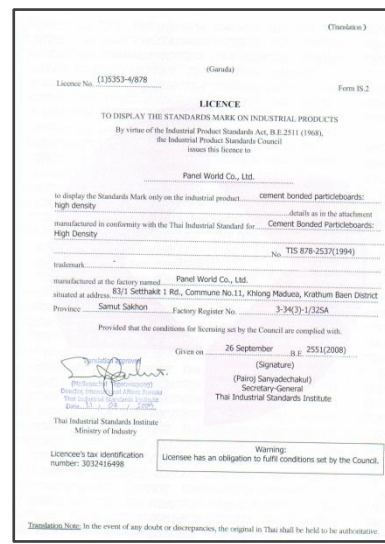 (Translation)
(Garuda)
Licence No. (1)5353-4/878
Form IS.2
LICENCE
TO DISPLAY THE STANDARDS MARK ON INDUSTRIAL PRODUCTS
By virtue of the Industrial Product Standards Act, B.E.2511 (1968),
the Industrial Product Standards Council
issues this licence to
Panel World Co., Ltd.
to display the Standards Mark only on the industrial product cement bonded particleboards:
high density
details as in the attachment
manufactured in conformity with the Thai Industrial Standard for Cement Bonded Particleboards:
High Density
No. TIS 878-2537(1994)
trademark -
manufactured at the factory named Panel World Co., Ltd.
situated at address 83/1 Setthakit 1 Rd., Commune No.11, Khlong Maduea, Krathum Baen District
Province Samut Sakhon Factory Register No. 3-34(3)-1/32SA
Provided that the conditions for licensing set by the Council are complied with.
Given on 26 September B.E. 2551(2008)
Translation approved
(Signature)
(Pairoj Sanyadechakul)
Secretary-General
Thai Industrial Standards Institute
Director, International Affairs Bureau
Thai Industrial Standards Institute
Date
Thai Industrial Standards Institute
Ministry of Industry
Licencee's tax identification
number: 3032416498
Warning:
Licensee has an obligation to fulfil conditions set by the Council.
Translation Note: In the event of any doubt or discrepancies, the original in Thai shall be held to be authoritative.